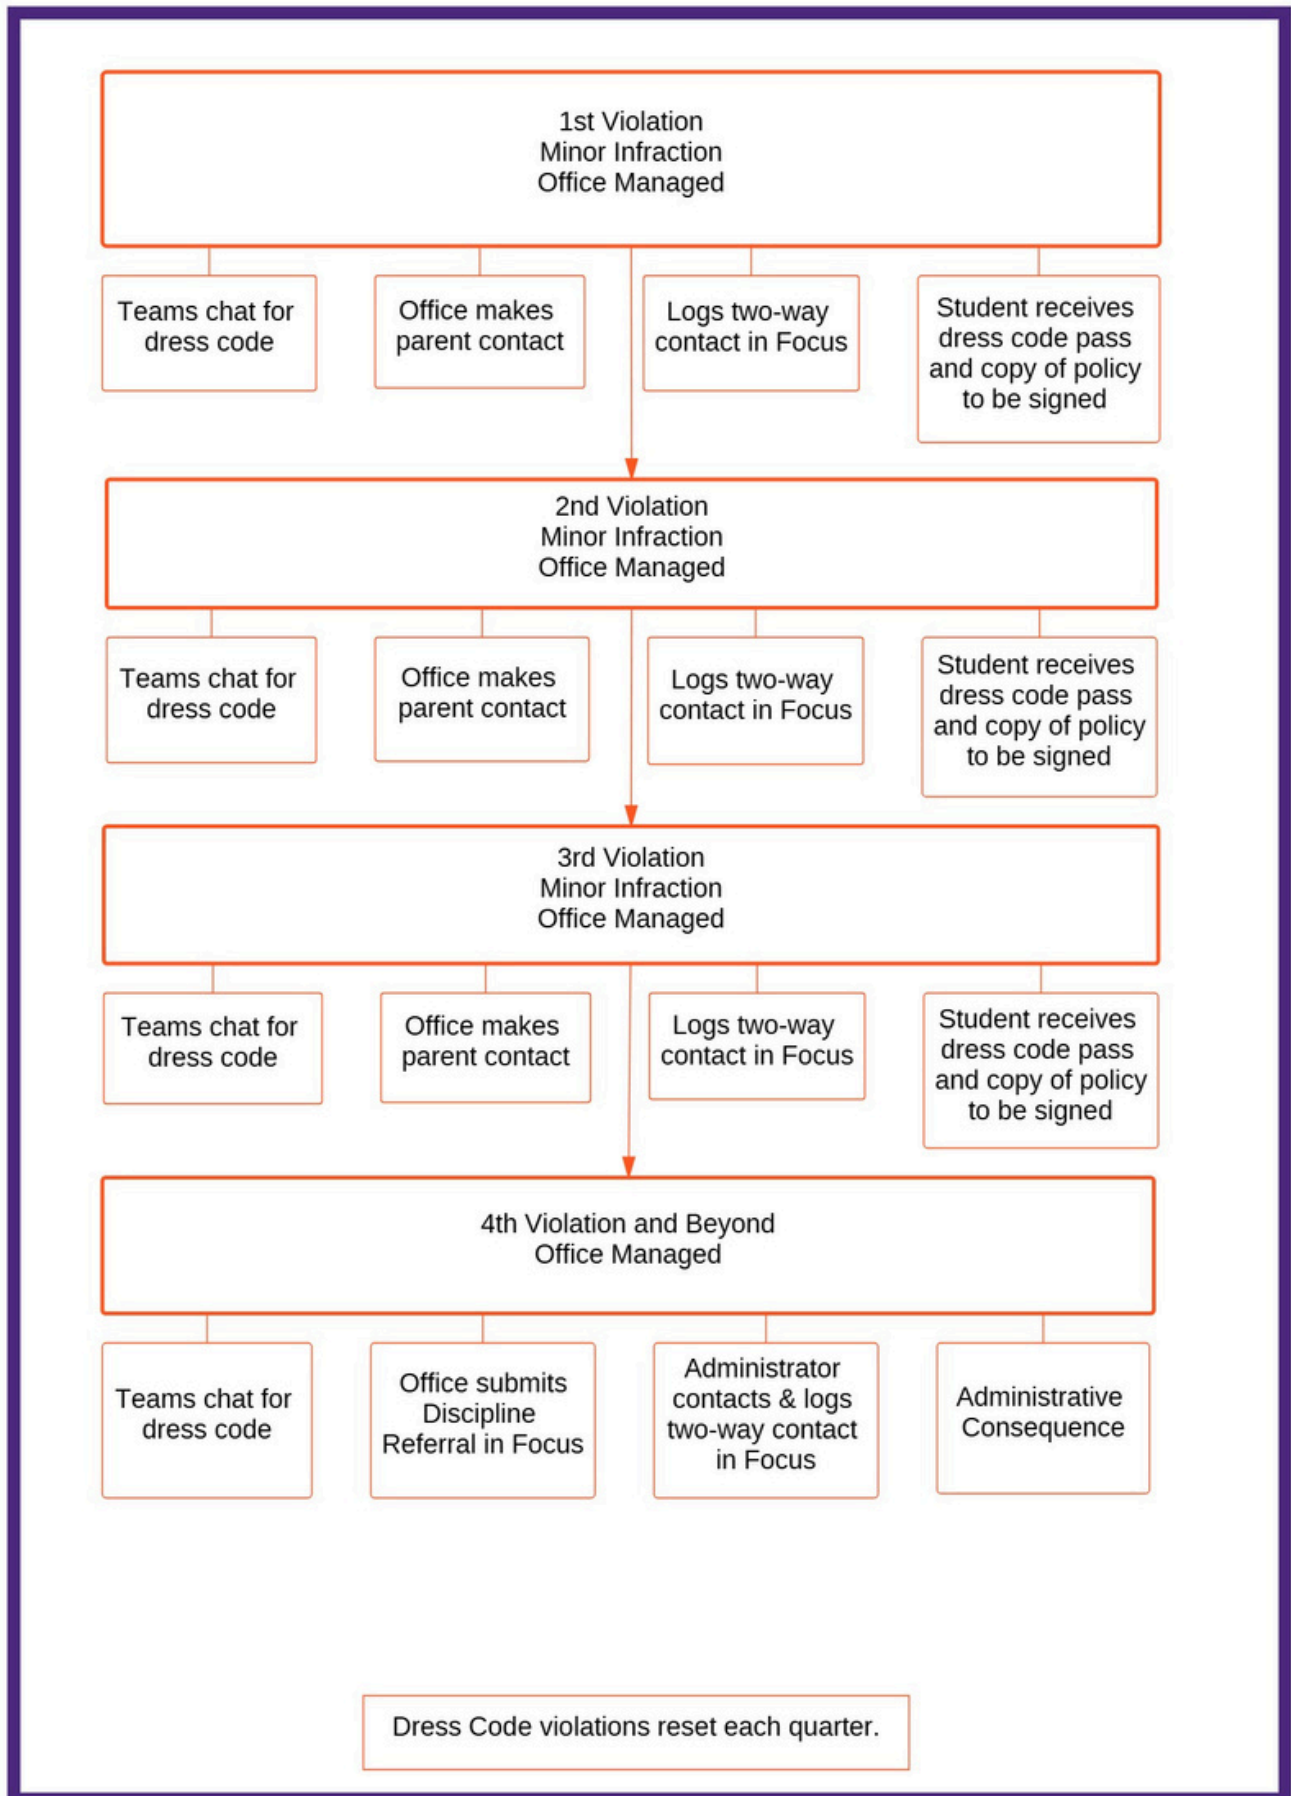 1st Violation
Minor Infraction
Office Managed
Teams chat for
dress code
Office makes
parent contact
Logs two-way
contact in Focus
Student receives
dress code pass
and copy of policy
to be signed
2nd Violation
Minor Infraction
Office Managed
Teams chat for
dress code
Office makes
parent contact
Logs two-way
contact in Focus
Student receives
dress code pass
and copy of policy
to be signed
3rd Violation
Minor Infraction
Office Managed
Teams chat for
dress code
Office makes
parent contact
Logs two-way
contact in Focus
Student receives
dress code pass
and copy of policy
to be signed
4th Violation and Beyond
Office Managed
Teams chat for
dress code
Office submits
Discipline
Referral in Focus
Administrator
contacts & logs
two-way contact
in Focus
Administrative
Consequence
Dress Code violations reset each quarter.